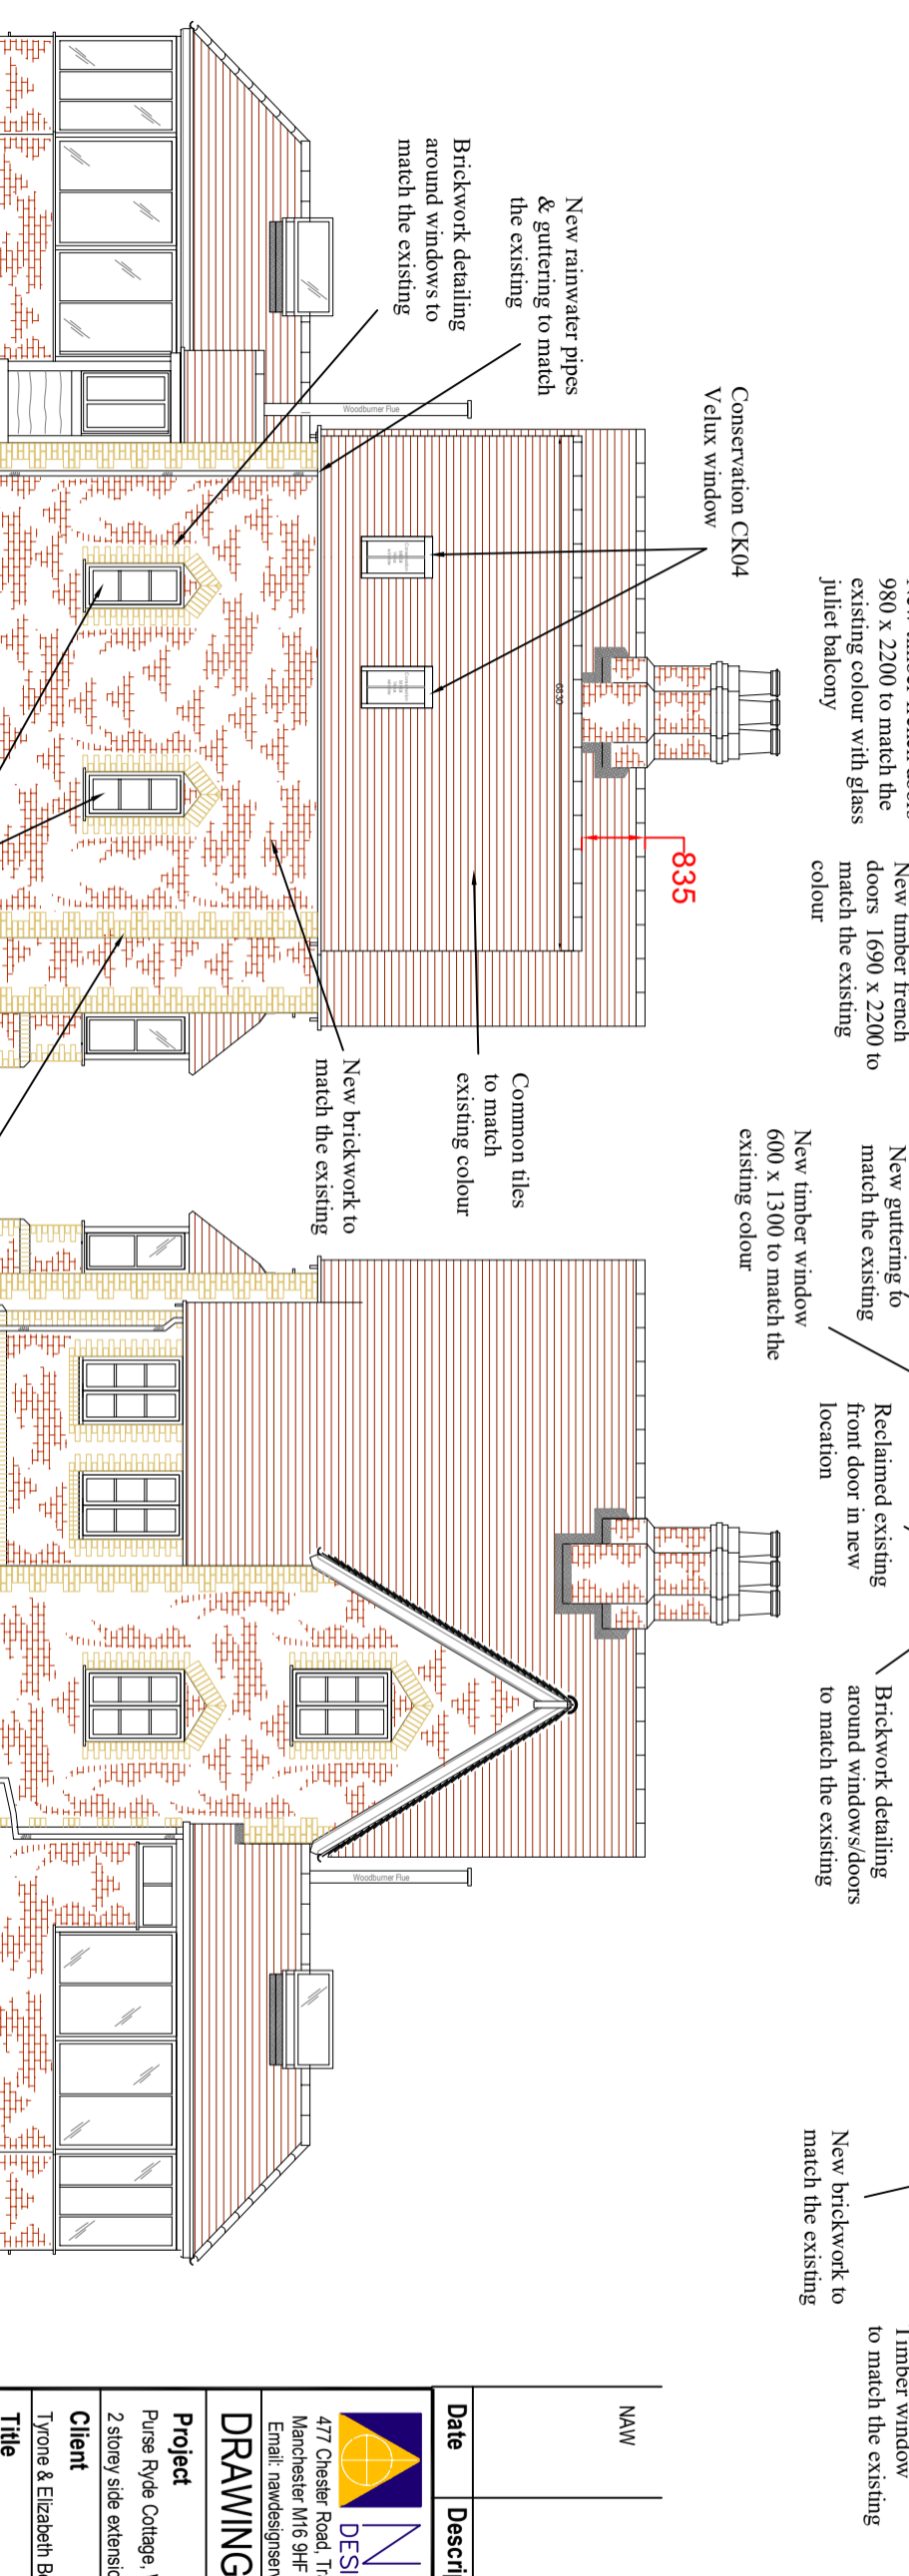 980 x 2200 to match the
existing colour with glass
juliet balcony
New timber french
doors 1690 x 2200 to
match the existing
colour
New guttering to
match the existing
New timber window
600 x 1300 to match the
existing colour
Reclaimed existing
front door in new
location
Brickwork detailing
around windows/doors
to match the existing
New brickwork to
match the existing
Timber window
to match the existing
Conservation CK04
Velux window
New rainwater pipes
& guttering to match
the existing
Brickwork detailing
around windows to
match the existing
Woodburner Flue
6830
835
Common tiles
to match
existing colour
New brickwork to
match the existing
Woodburner Flue
NAW
Date
477 Chester Road,
Manchester M16 9HF
Email:
DRAWING
Project
Purse Ryde Cottage,
2 storey side
Client
Tyrone & Elizabeth
Title